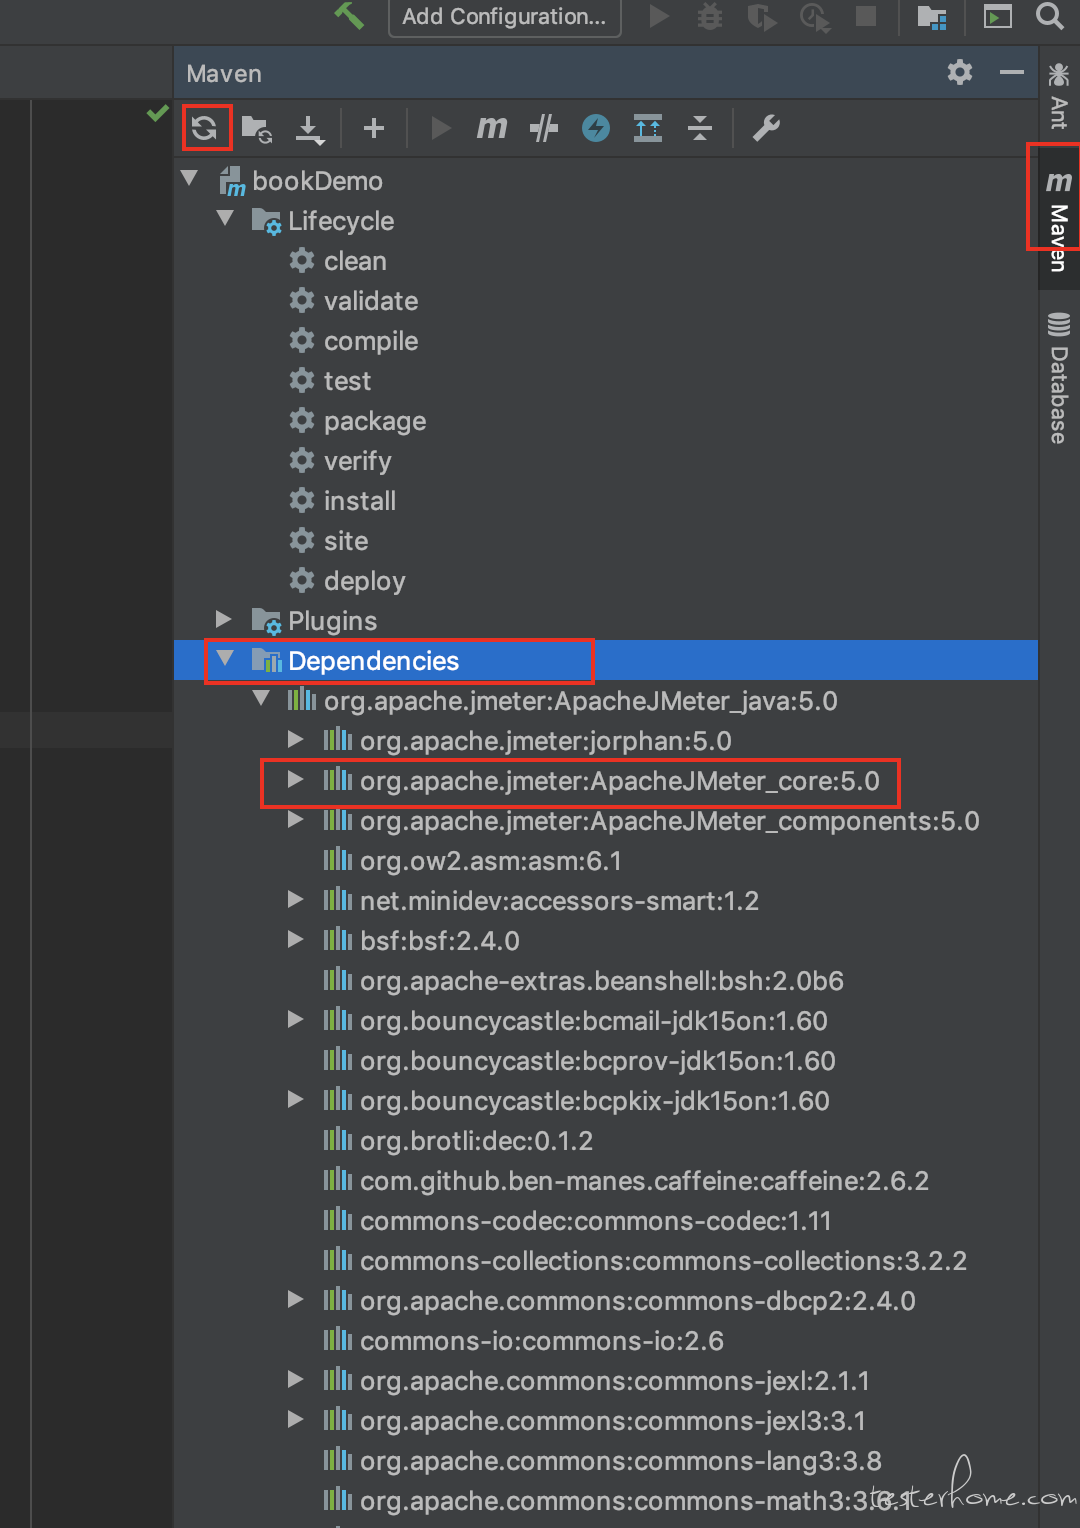 Add Configuration...
Maven
Ant
Maven
Database
bookDemo
Lifecycle
clean
validate
compile
test
package
verify
install
site
deploy
Plugins
Dependencies
org.apache.jmeter:ApacheJMeter_java:5.0
org.apache.jmeter:jorphan:5.0
org.apache.jmeter:ApacheJMeter_core:5.0
org.apache.jmeter:ApacheJMeter_components:5.0
org.ow2.asm:asm:6.1
net.minidev:accessors-smart:1.2
bsf:bsf:2.4.0
org.apache-extras.beanshell:bsh:2.0b6
org.bouncycastle:bcmail-jdk15on:1.60
org.bouncycastle:bcprov-jdk15on:1.60
org.bouncycastle:bcpkix-jdk15on:1.60
org.brotli:dec:0.1.2
com.github.ben-manes.caffeine:caffeine:2.6.2
commons-codec:commons-codec:1.11
commons-collections:commons-collections:3.2.2
org.apache.commons:commons-dbcp2:2.4.0
commons-io:commons-io:2.6
org.apache.commons:commons-jexl:2.1.1
org.apache.commons:commons-jexl3:3.1
org.apache.commons:commons-lang3:3.8
org.apache.commons:commons-math3:3.6.1
testerhome.com